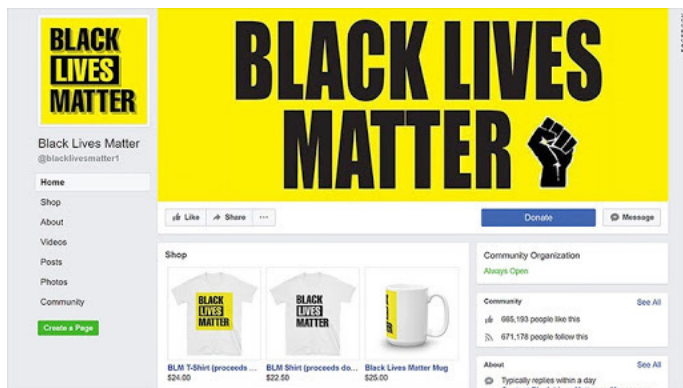 BLACK
LIVES
MATTER
BLACK LIVES
MATTER
Black Lives Matter
@blacklivesmatter1
Home
Shop
About
Videos
Posts
Photos
Community
Create a Page
Like
Share
...
Donate
Message
Shop
BLACK
LIVES
MATTER
BLACK
LIVES
MATTER
BLM T-Shirt (proceeds ...
$24.00
BLM Shirt (proceeds do...
$22.50
Black Lives Matter Mug
$25.00
Community Organization
Always Open
Community
See All
665,193 people like this
671,178 people follow this
About
See All
Typically replies within a day